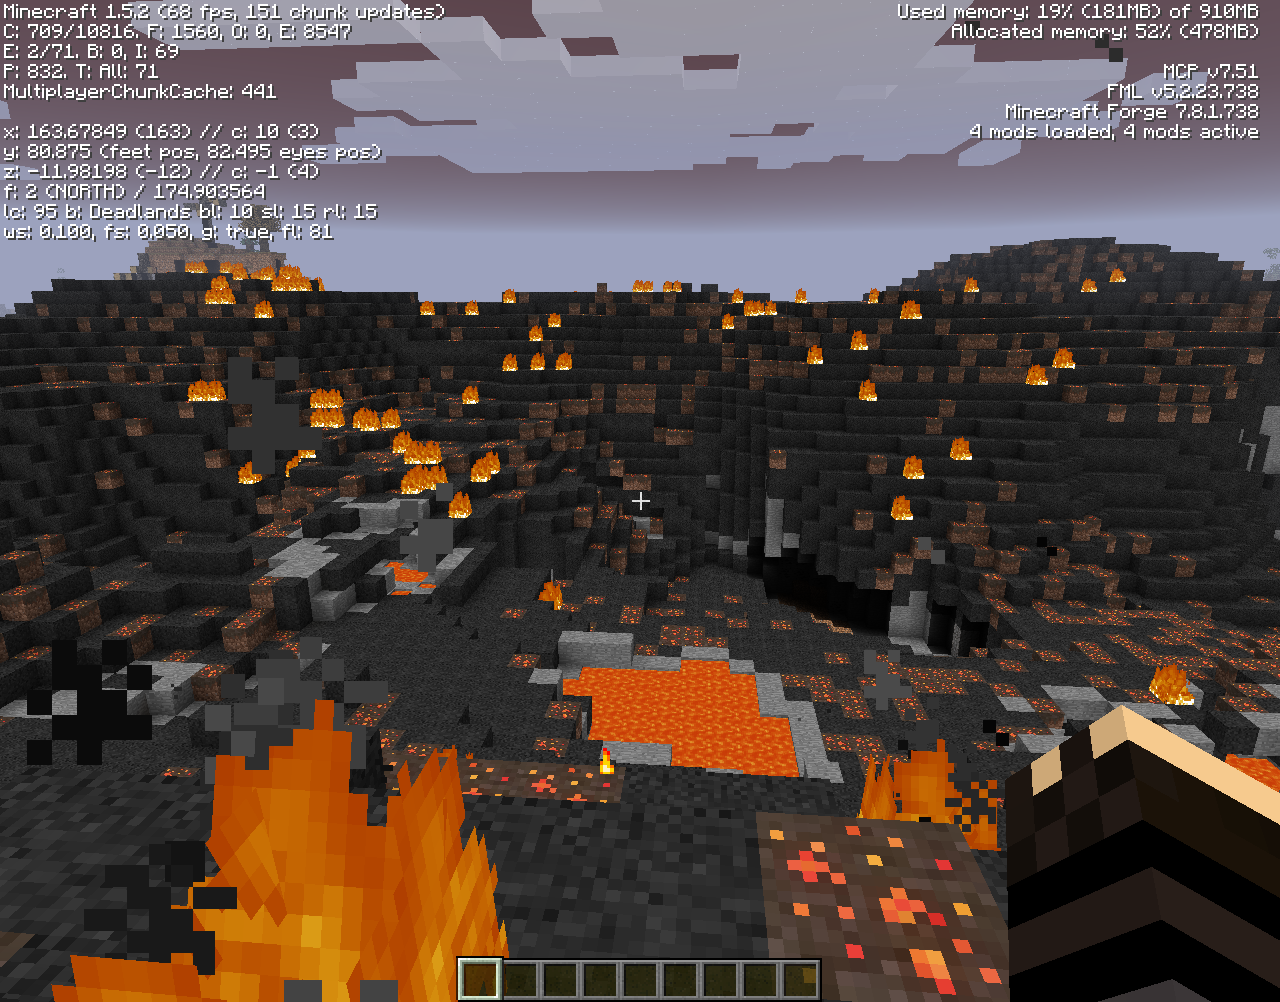 Minecraft 1.5.2 (68 fps, 151 chunk updates)
C: 709/10816. F: 1560, O: 0, E: 8547
E: 2/71. B: 0, I: 69
P: 832. T: All: 71
MultiplayerChunkCache: 441
x: 163.67849 (163) // c: 10 (3)
y: 80.875 (feet pos, 82.495 eyes pos)
z: -11.98198 (-12) // c: -1 (4)
f: 2 (NORTH) / 174.903564
lc: 95 b: Deadlands bl: 10 sl: 15 rl: 15
ws: 0.100, fs: 0.050, g: true, fl: 81
Used memory: 19% (181MB) of 910MB
Allocated memory: 52% (478MB)
MCP v7.51
FML v5.2.23.738
Minecraft Forge 7.8.1.738
4 mods loaded, 4 mods active